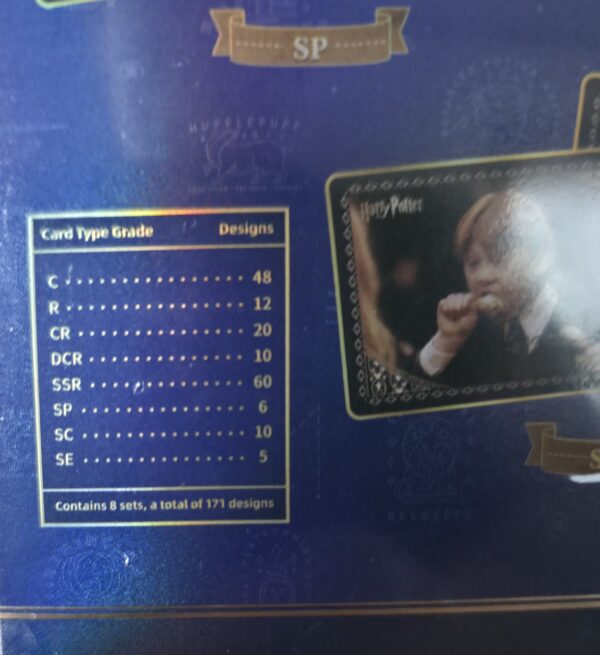 SP
HUFFLEPUFF
Harry Potter
Card Type Grade Designs
C 48
R 12
CR 20
DCR 10
SSR 60
SP 6
SC 10
SE 5
Contains 8 sets, a total of 171 designs